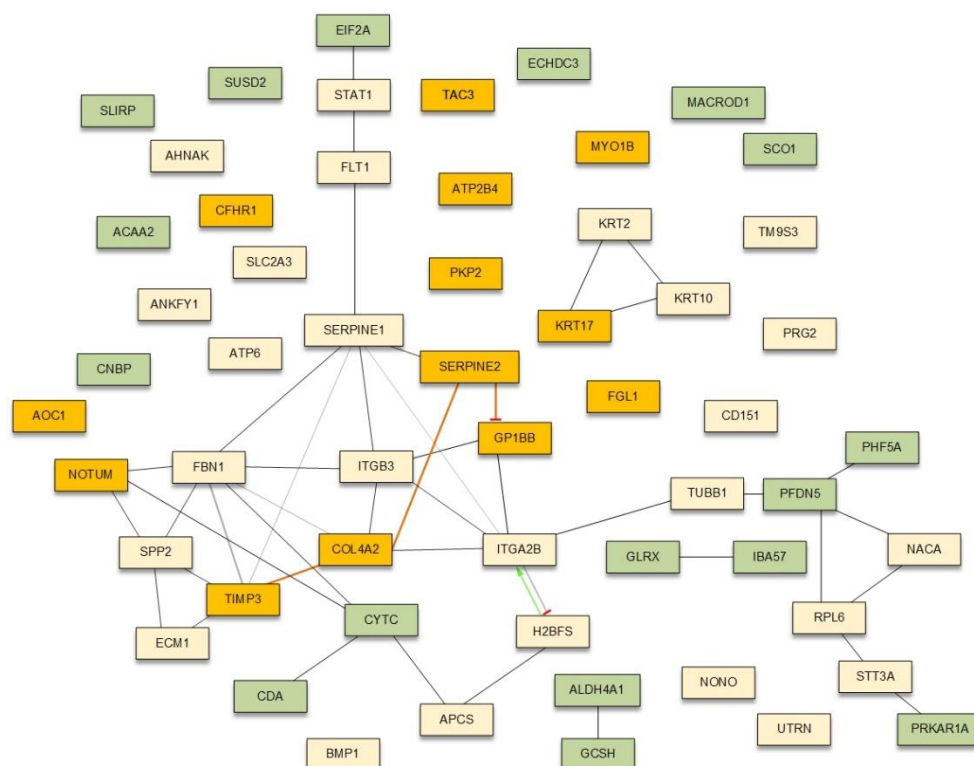 EIF2A
ECHDC3
SUSD2
STAT1
TAC3
MACROD1
SLIRP
MYO1B
SCO1
AHNAK
FLT1
ATP2B4
CFHR1
KRT2
ACAA2
TM9S3
SLC2A3
PKP2
KRT10
ANKFY1
SERPINE1
KRT17
PRG2
ATP6
SERPINE2
CNBP
FGL1
AOC1
CD151
GP1BB
PHF5A
NOTUM
FBN1
ITGB3
TUBB1
PFDN5
SPP2
COL4A2
ITGA2B
GLRX
IBA57
NACA
TIMP3
CYTC
RPL6
ECM1
H2BFS
STT3A
NONO
CDA
ALDH4A1
APCS
UTRN
PRKAR1A
BMP1
GCSH